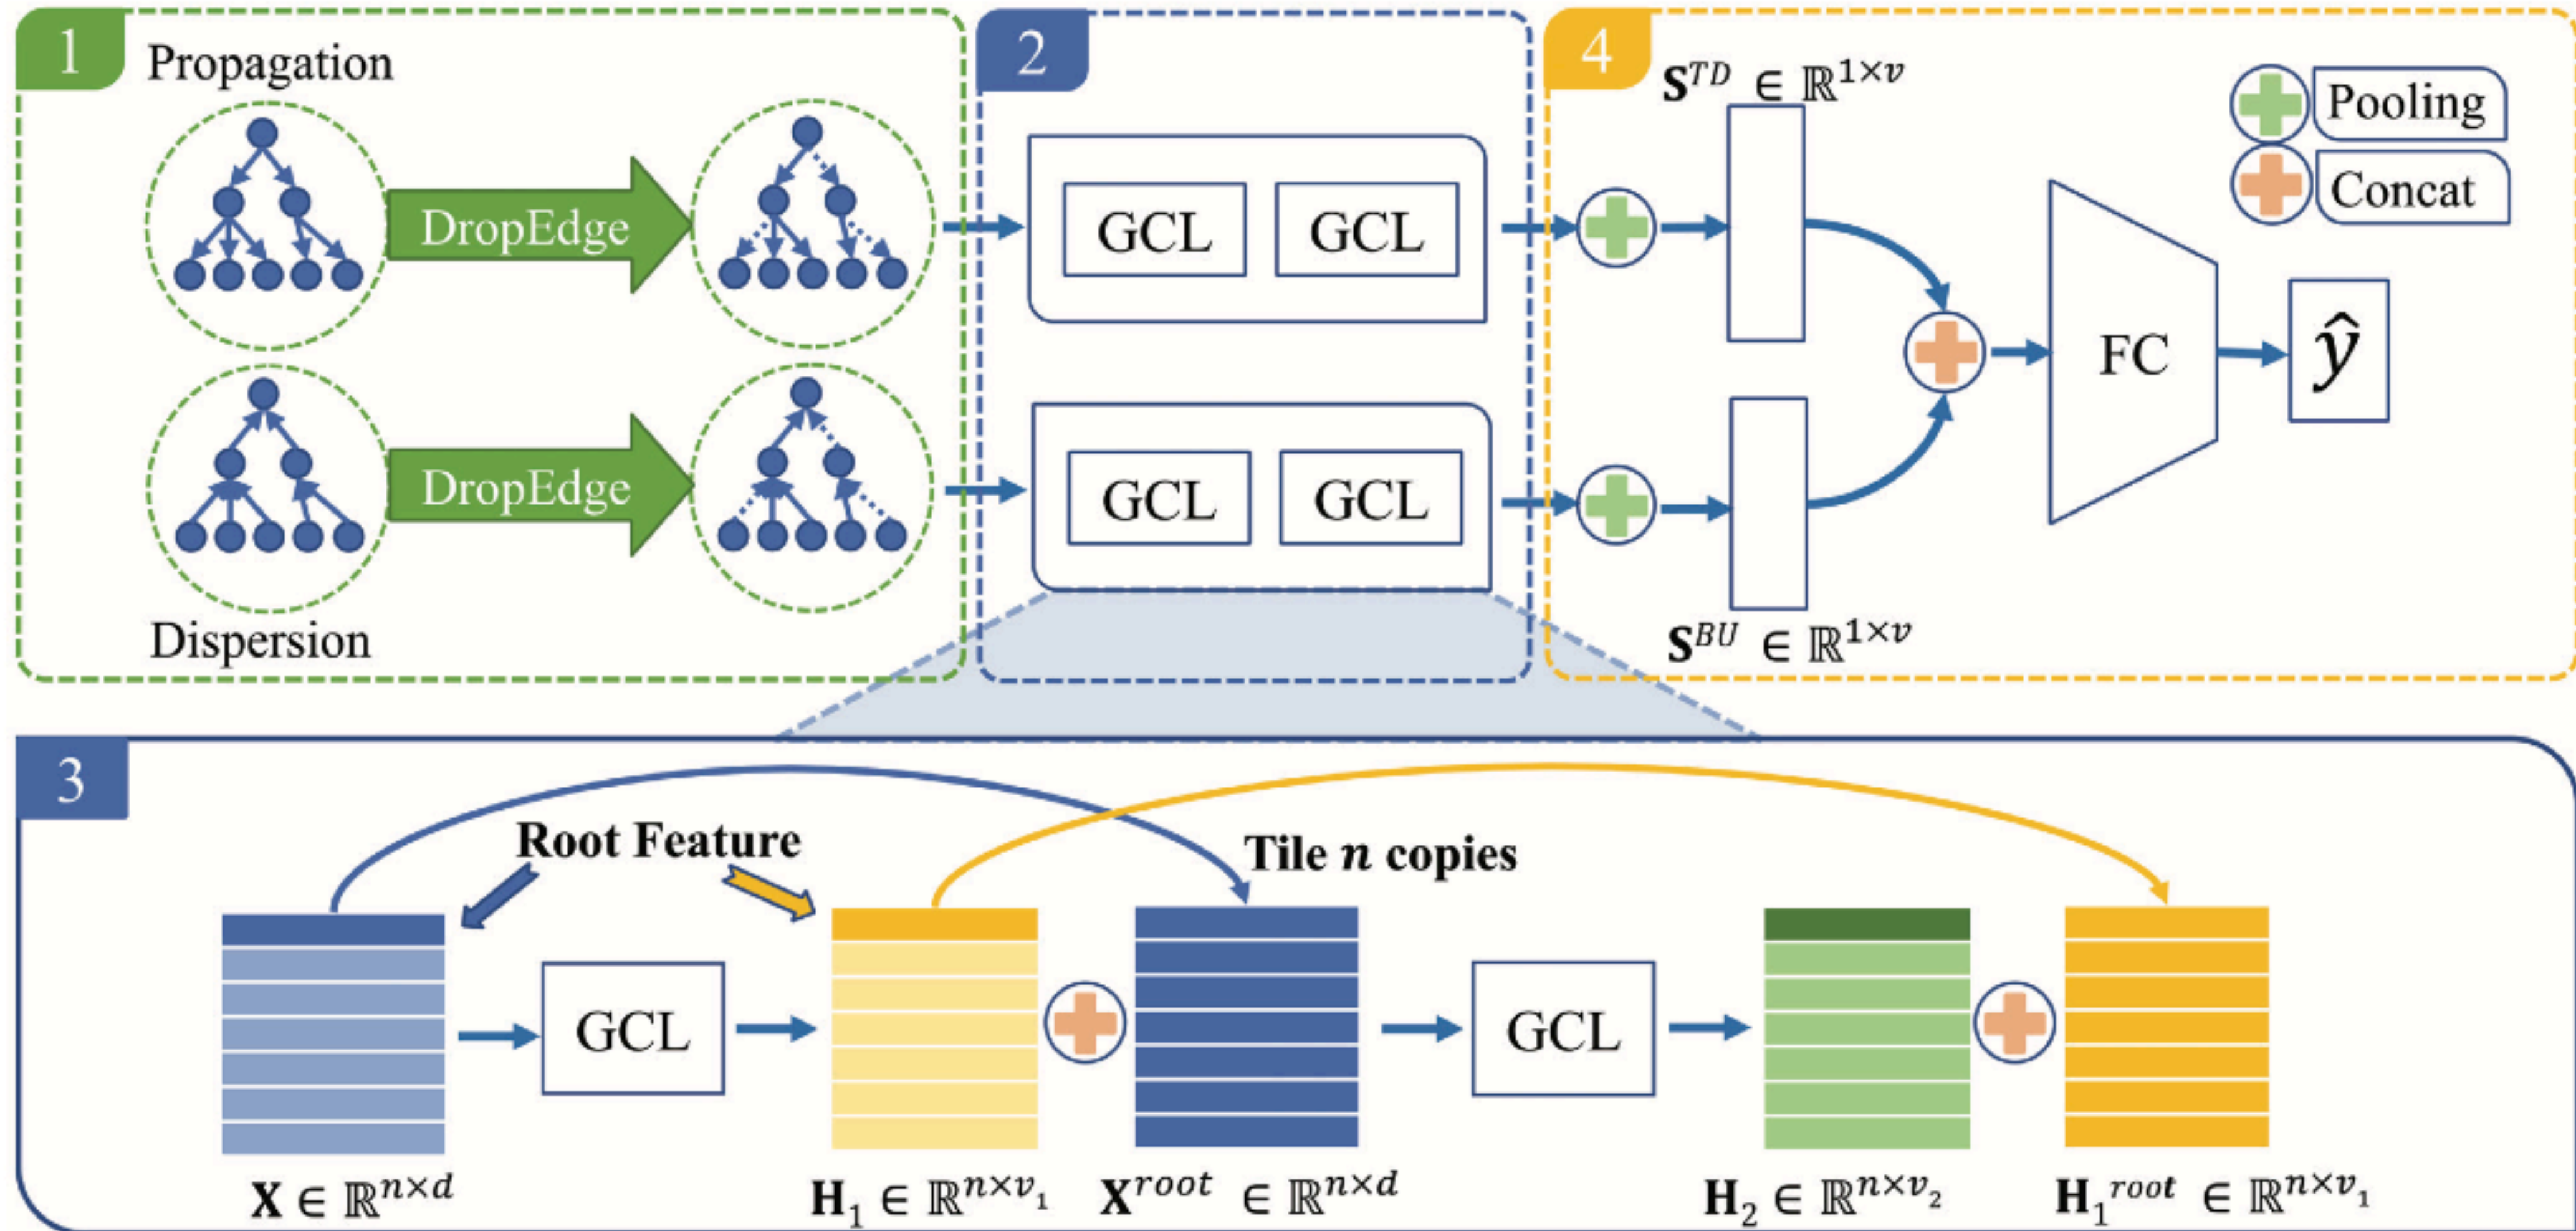 1
Propagation
DropEdge
DropEdge
Dispersion
2
GCL GCL
GCL GCL
4
𝐒^{TD} ∈ ℝ^{1×v}
Pooling
Concat
FC
ŷ
𝐒^{BU} ∈ ℝ^{1×v}
3
Root Feature
Tile n copies
GCL
GCL
𝐗 ∈ ℝ^{n×d}
𝐇₁ ∈ ℝ^{n×v₁}
𝐗^{root} ∈ ℝ^{n×d}
𝐇₂ ∈ ℝ^{n×v₂}
𝐇₁^{root} ∈ ℝ^{n×v₁}